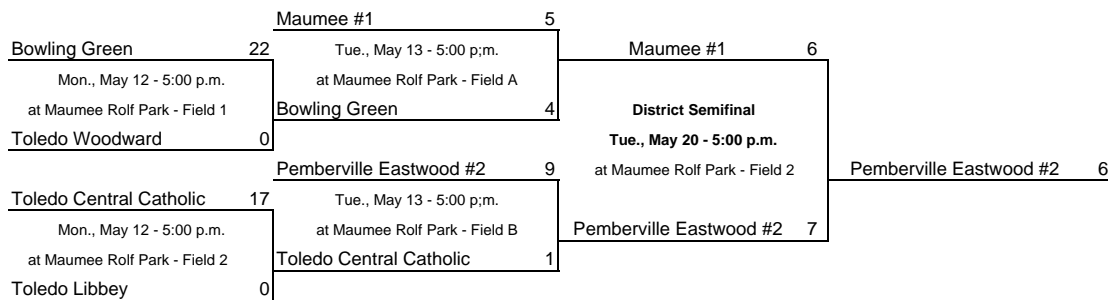 Maumee #1 5
Bowling Green 22 Tue., May 13 - 5:00 p;m. Maumee #1 6
Mon., May 12 - 5:00 p.m. at Maumee Rolf Park - Field A
at Maumee Rolf Park - Field 1 Bowling Green 4 District Semifinal
Toledo Woodward 0 Tue., May 20 - 5:00 p.m.
Pemberville Eastwood #2 9 at Maumee Rolf Park - Field 2 Pemberville Eastwood #2 6
Toledo Central Catholic 17 Tue., May 13 - 5:00 p;m.
Mon., May 12 - 5:00 p.m. at Maumee Rolf Park - Field B Pemberville Eastwood #2 7
at Maumee Rolf Park - Field 2 Toledo Central Catholic 1
Toledo Libbey 0